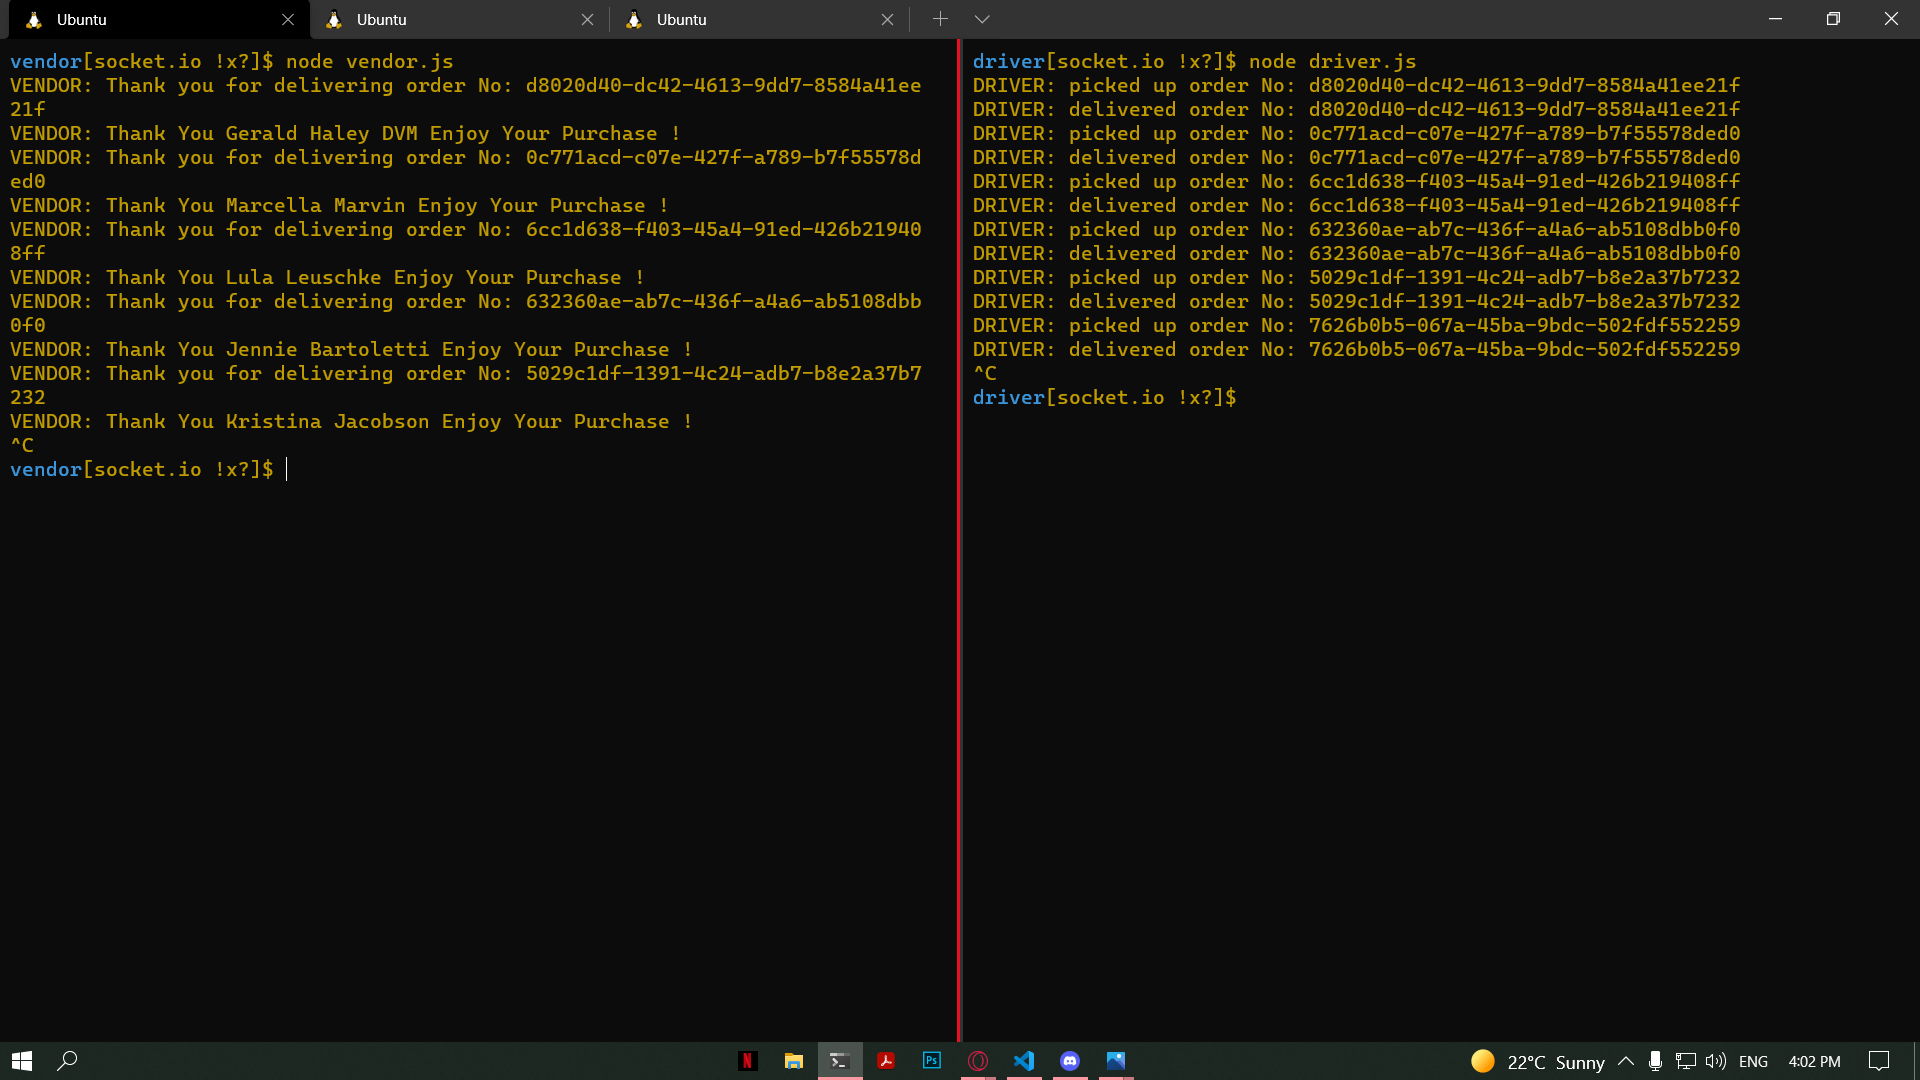 Ubuntu
Ubuntu
Ubuntu
vendor[socket.io !x?]$ node vendor.js
VENDOR: Thank you for delivering order No: d8020d40-dc42-4613-9dd7-8584a41ee
21f
VENDOR: Thank You Gerald Haley DVM Enjoy Your Purchase !
VENDOR: Thank you for delivering order No: 0c771acd-c07e-427f-a789-b7f55578d
ed0
VENDOR: Thank You Marcella Marvin Enjoy Your Purchase !
VENDOR: Thank you for delivering order No: 6cc1d638-f403-45a4-91ed-426b21940
8ff
VENDOR: Thank You Lula Leuschke Enjoy Your Purchase !
VENDOR: Thank you for delivering order No: 632360ae-ab7c-436f-a4a6-ab5108dbb
0f0
VENDOR: Thank You Jennie Bartoletti Enjoy Your Purchase !
VENDOR: Thank you for delivering order No: 5029c1df-1391-4c24-adb7-b8e2a37b7
232
VENDOR: Thank You Kristina Jacobson Enjoy Your Purchase !
^C
vendor[socket.io !x?]$
driver[socket.io !x?]$ node driver.js
DRIVER: picked up order No: d8020d40-dc42-4613-9dd7-8584a41ee21f
DRIVER: delivered order No: d8020d40-dc42-4613-9dd7-8584a41ee21f
DRIVER: picked up order No: 0c771acd-c07e-427f-a789-b7f55578ded0
DRIVER: delivered order No: 0c771acd-c07e-427f-a789-b7f55578ded0
DRIVER: picked up order No: 6cc1d638-f403-45a4-91ed-426b219408ff
DRIVER: delivered order No: 6cc1d638-f403-45a4-91ed-426b219408ff
DRIVER: picked up order No: 632360ae-ab7c-436f-a4a6-ab5108dbb0f0
DRIVER: delivered order No: 632360ae-ab7c-436f-a4a6-ab5108dbb0f0
DRIVER: picked up order No: 5029c1df-1391-4c24-adb7-b8e2a37b7232
DRIVER: delivered order No: 5029c1df-1391-4c24-adb7-b8e2a37b7232
DRIVER: picked up order No: 7626b0b5-067a-45ba-9bdc-502fdf552259
DRIVER: delivered order No: 7626b0b5-067a-45ba-9bdc-502fdf552259
^C
driver[socket.io !x?]$
N
Ps
22°C Sunny
ENG
4:02 PM